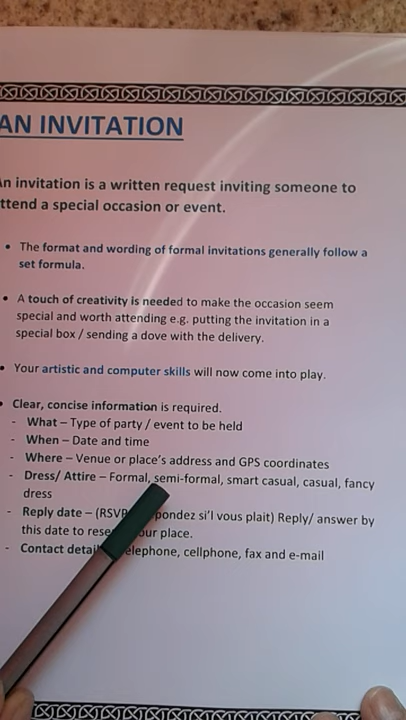 AN INVITATION
An invitation is a written request inviting someone to
attend a special occasion or event.
• The format and wording of formal invitations generally follow a
set formula.
• A touch of creativity is needed to make the occasion seem
special and worth attending e.g. putting the invitation in a
special box / sending a dove with the delivery.
• Your artistic and computer skills will now come into play.
• Clear, concise information is required.
- What – Type of party / event to be held
- When – Date and time
- Where – Venue or place's address and GPS coordinates
- Dress/ Attire – Formal, semi-formal, smart casual, casual, fancy
dress
- Reply date – (RSVP pondez si'l vous plait) Reply/ answer by
this date to your place.
- Contact elephone, cellphone, fax and e-mail